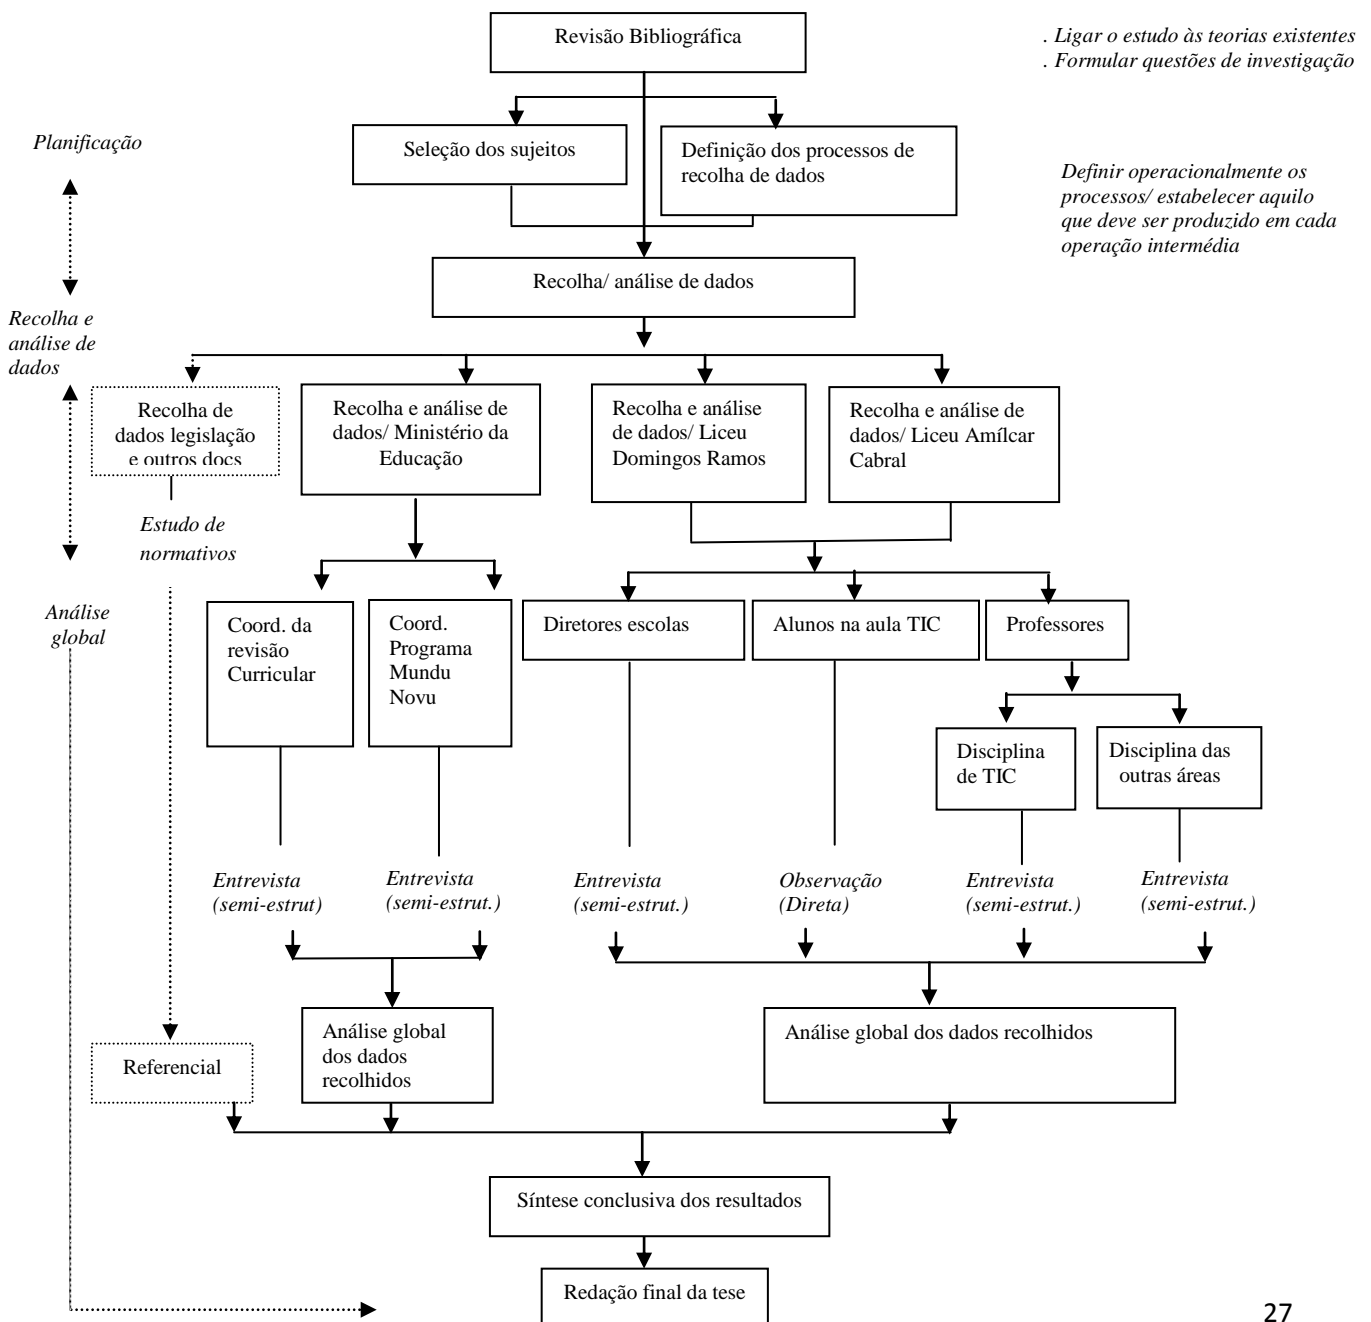 Revisão Bibliográfica
. Ligar o estudo às teorias existentes
. Formular questões de investigação
Planificação
Seleção dos sujeitos
Definição dos processos de
recolha de dados
Definir operacionalmente os
processos/ estabelecer aquilo
que deve ser produzido em cada
operação intermédia
Recolha/ análise de dados
Recolha e
análise de
dados
Recolha de
dados legislação
e outros docs
Recolha e análise de
dados/ Ministério da
Educação
Recolha e análise
de dados/ Liceu
Domingos Ramos
Recolha e análise de
dados/ Liceu Amílcar
Cabral
Estudo de
normativos
Análise
global
Coord. da
revisão
Curricular
Coord.
Programa
Mundu
Novu
Diretores escolas
Alunos na aula TIC
Professores
Disciplina
de TIC
Disciplina das
outras áreas
Entrevista
(semi-estrut)
Entrevista
(semi-estrut.)
Entrevista
(semi-estrut.)
Observação
(Direta)
Entrevista
(semi-estrut.)
Entrevista
(semi-estrut.)
Referencial
Análise global
dos dados
recolhidos
Análise global dos dados recolhidos
Síntese conclusiva dos resultados
Redação final da tese
27